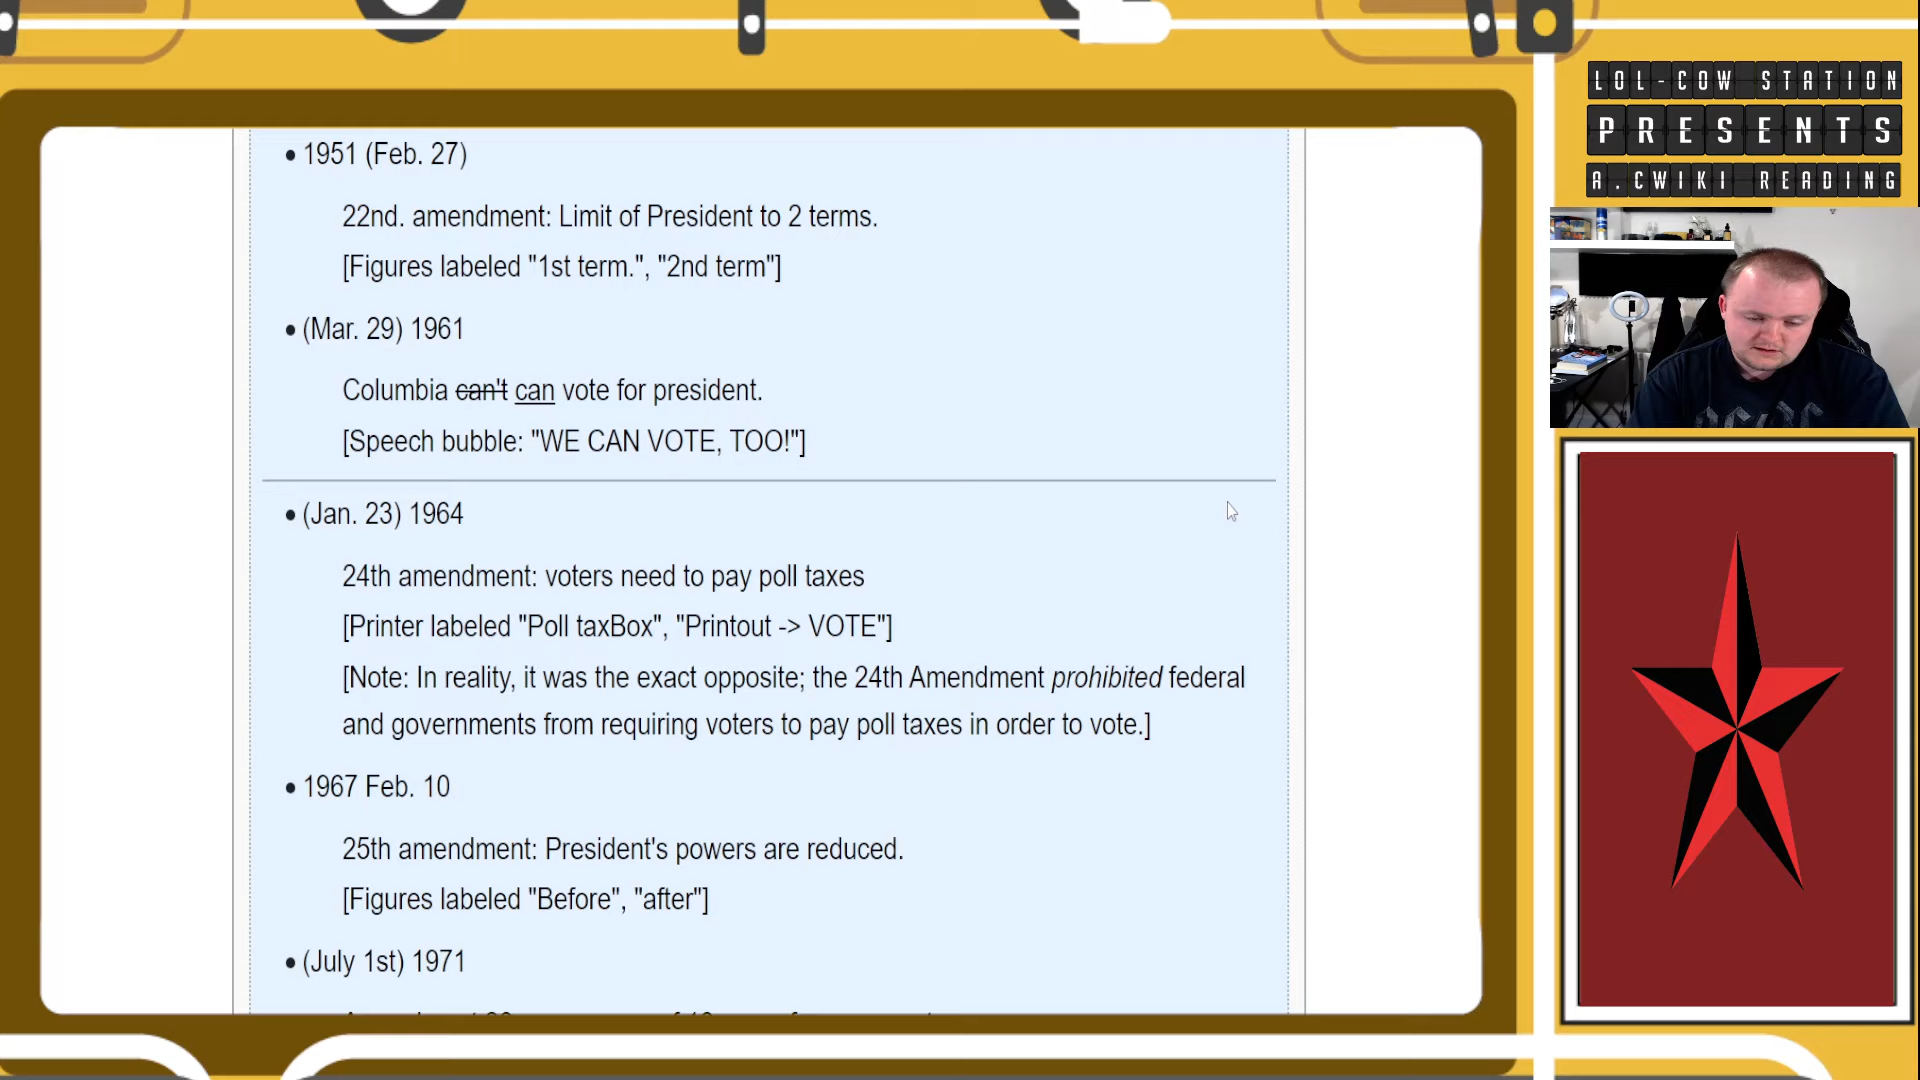 LOL-COW STATION
PRESENTS
A.CWIKI READING
• 1951 (Feb. 27)
22nd. amendment: Limit of President to 2 terms.
[Figures labeled "1st term.", "2nd term"]
• (Mar. 29) 1961
Columbia can't can vote for president.
[Speech bubble: "WE CAN VOTE, TOO!"]
• (Jan. 23) 1964
24th amendment: voters need to pay poll taxes
[Printer labeled "Poll taxBox", "Printout -> VOTE"]
[Note: In reality, it was the exact opposite; the 24th Amendment prohibited federal
and governments from requiring voters to pay poll taxes in order to vote.]
• 1967 Feb. 10
25th amendment: President's powers are reduced.
[Figures labeled "Before", "after"]
• (July 1st) 1971